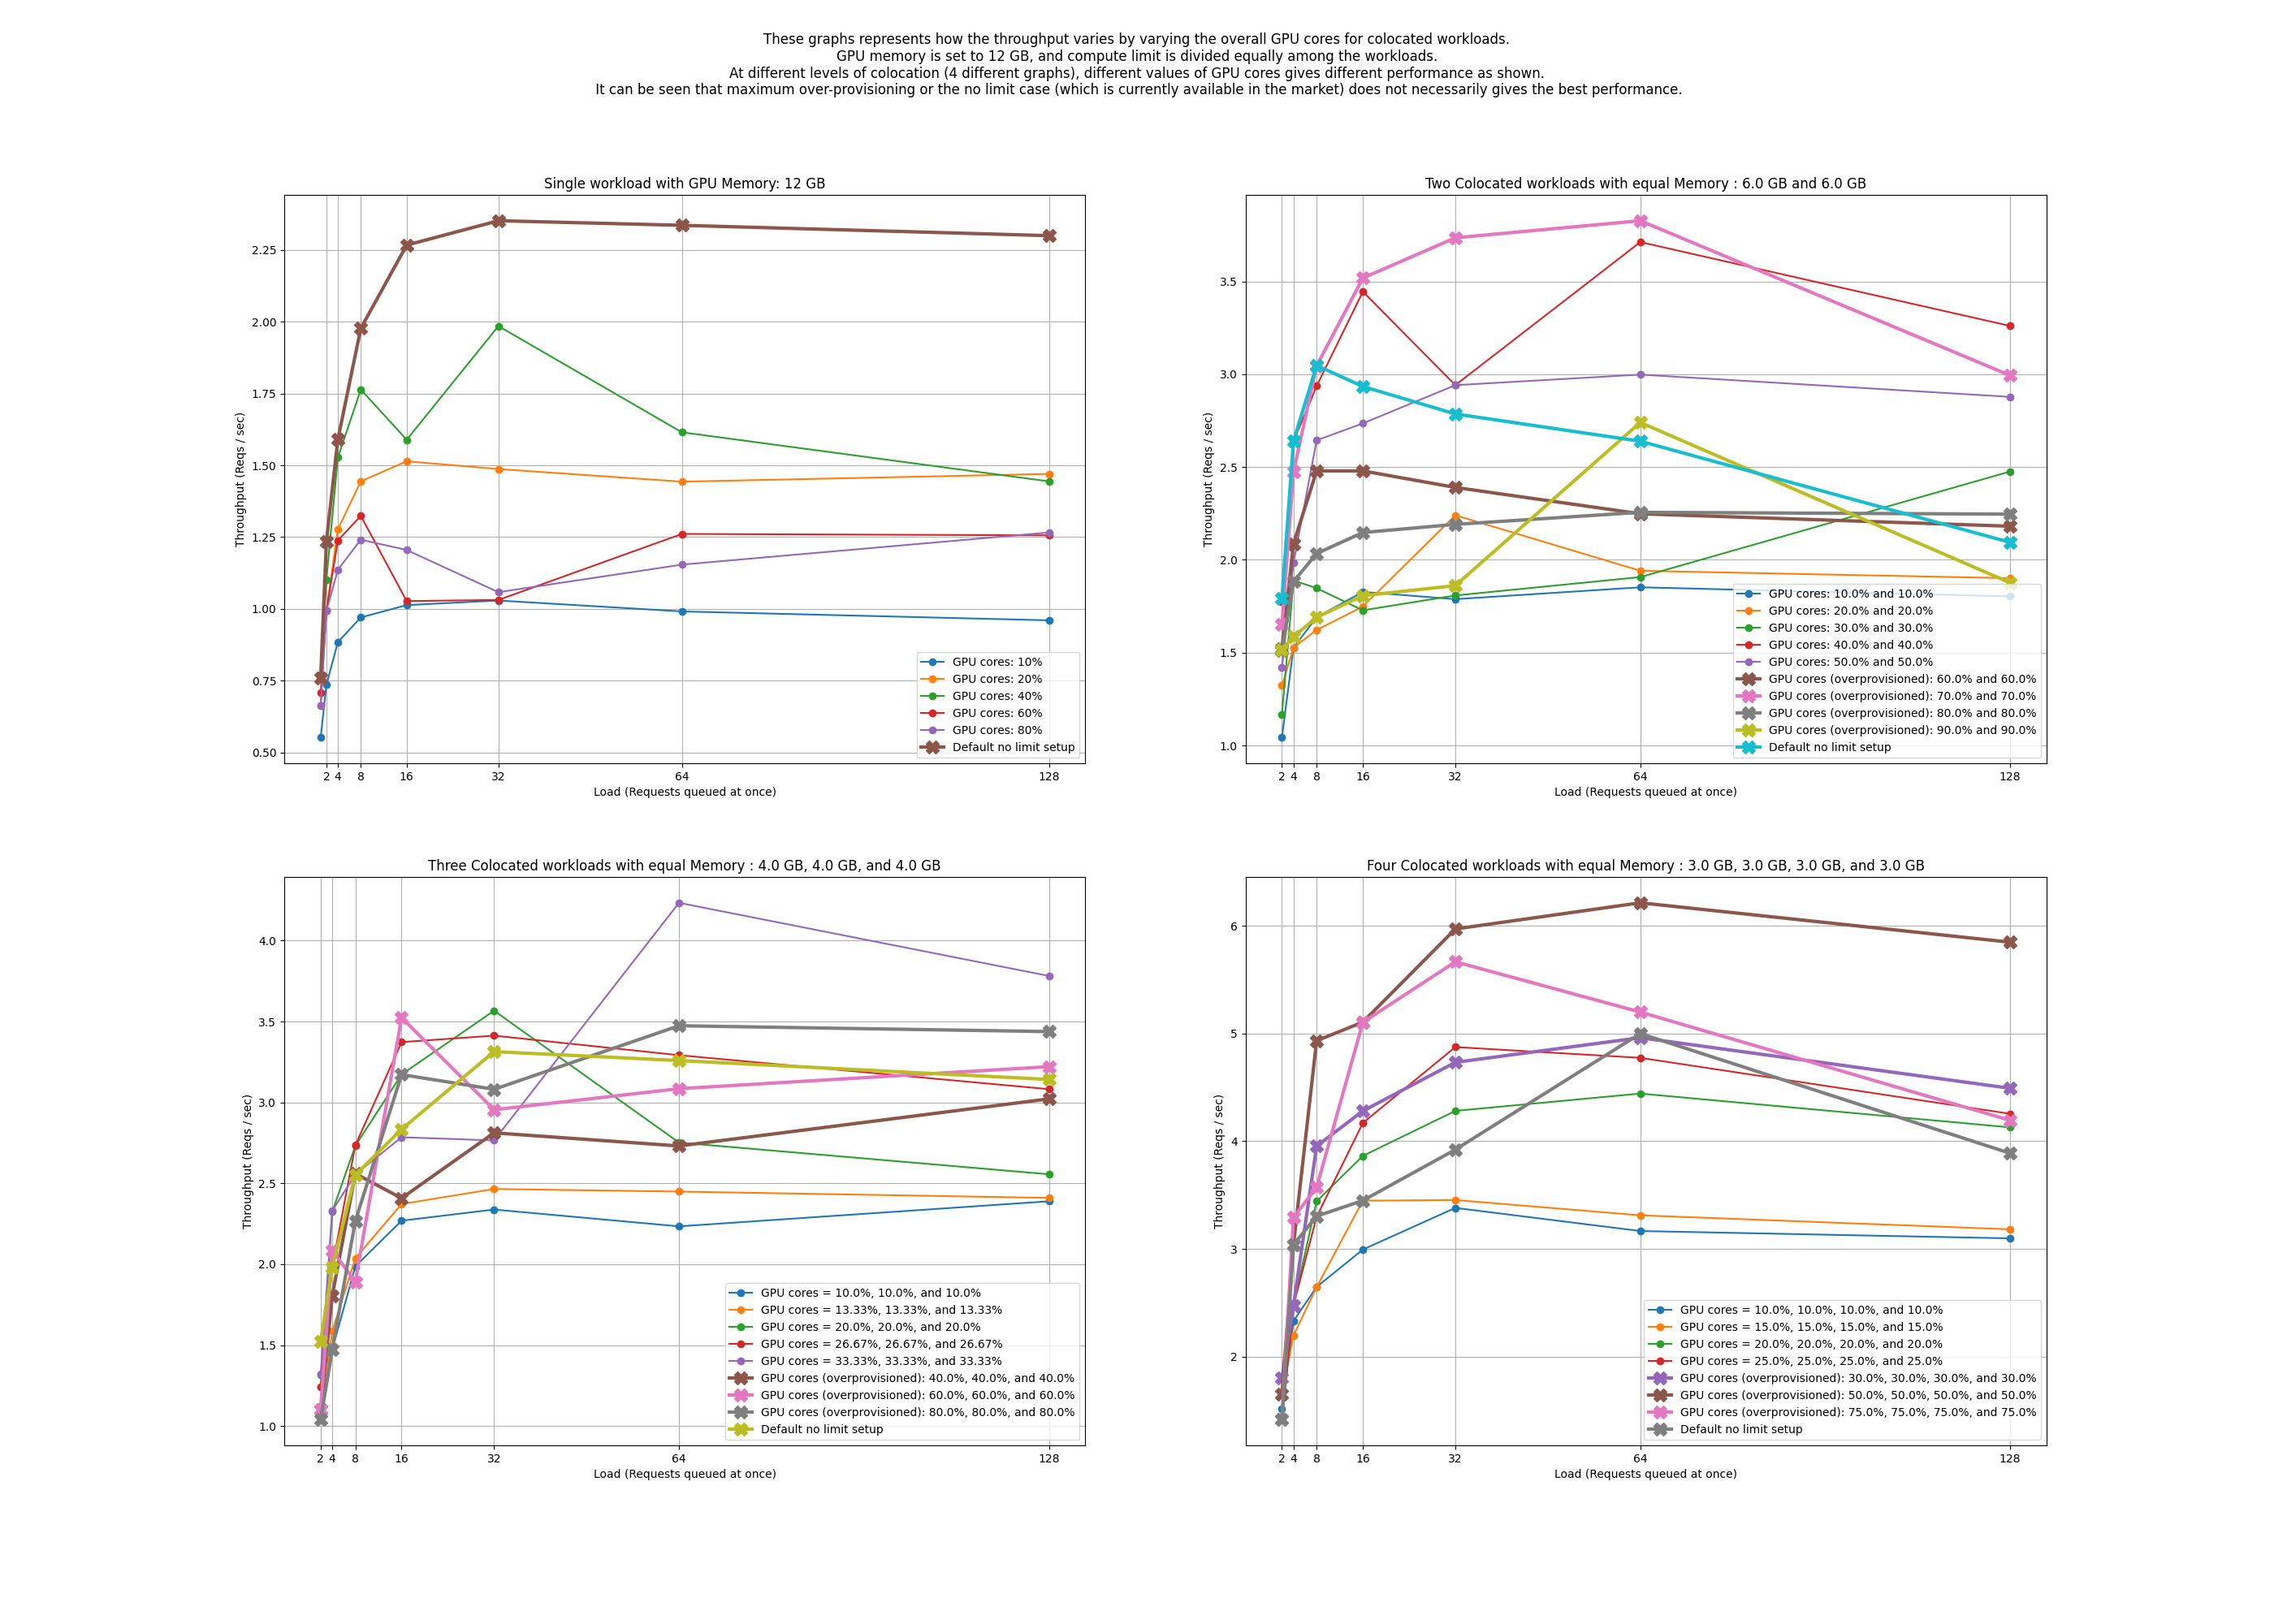 These graphs represents how the throughput varies by varying the overall GPU cores for colocated workloads.
GPU memory is set to 12 GB, and compute limit is divided equally among the workloads.
At different levels of colocation (4 different graphs), different values of GPU cores gives different performance as shown.
It can be seen that maximum over-provisioning or the no limit case (which is currently available in the market) does not necessarily gives the best performance.
Single workload with GPU Memory: 12 GB
2.25
2.00
1.75
1.50
1.25
1.00
0.75
0.50
Throughput (Reqs / sec)
GPU cores: 10%
GPU cores: 20%
GPU cores: 40%
GPU cores: 60%
GPU cores: 80%
Default no limit setup
2 4 8 16 32 64 128
Load (Requests queued at once)
Two Colocated workloads with equal Memory : 6.0 GB and 6.0 GB
3.5
3.0
2.5
2.0
1.5
1.0
Throughput (Reqs / sec)
GPU cores: 10.0% and 10.0%
GPU cores: 20.0% and 20.0%
GPU cores: 30.0% and 30.0%
GPU cores: 40.0% and 40.0%
GPU cores: 50.0% and 50.0%
GPU cores (overprovisioned): 60.0% and 60.0%
GPU cores (overprovisioned): 70.0% and 70.0%
GPU cores (overprovisioned): 80.0% and 80.0%
GPU cores (overprovisioned): 90.0% and 90.0%
Default no limit setup
2 4 8 16 32 64 128
Load (Requests queued at once)
Three Colocated workloads with equal Memory : 4.0 GB, 4.0 GB, and 4.0 GB
4.0
3.5
3.0
2.5
2.0
1.5
1.0
Throughput (Reqs / sec)
GPU cores = 10.0%, 10.0%, and 10.0%
GPU cores = 13.33%, 13.33%, and 13.33%
GPU cores = 20.0%, 20.0%, and 20.0%
GPU cores = 26.67%, 26.67%, and 26.67%
GPU cores = 33.33%, 33.33%, and 33.33%
GPU cores (overprovisioned): 40.0%, 40.0%, and 40.0%
GPU cores (overprovisioned): 60.0%, 60.0%, and 60.0%
GPU cores (overprovisioned): 80.0%, 80.0%, and 80.0%
Default no limit setup
2 4 8 16 32 64 128
Load (Requests queued at once)
Four Colocated workloads with equal Memory : 3.0 GB, 3.0 GB, 3.0 GB, and 3.0 GB
6
5
4
3
2
Throughput (Reqs / sec)
GPU cores = 10.0%, 10.0%, 10.0%, and 10.0%
GPU cores = 15.0%, 15.0%, 15.0%, and 15.0%
GPU cores = 20.0%, 20.0%, 20.0%, and 20.0%
GPU cores = 25.0%, 25.0%, 25.0%, and 25.0%
GPU cores (overprovisioned): 30.0%, 30.0%, 30.0%, and 30.0%
GPU cores (overprovisioned): 50.0%, 50.0%, 50.0%, and 50.0%
GPU cores (overprovisioned): 75.0%, 75.0%, 75.0%, and 75.0%
Default no limit setup
2 4 8 16 32 64 128
Load (Requests queued at once)